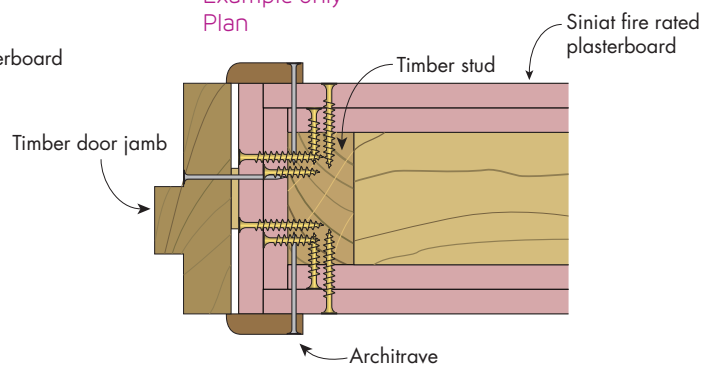 Plan
Siniat fire rated
plasterboard
Timber stud
Timber door jamb
Architrave